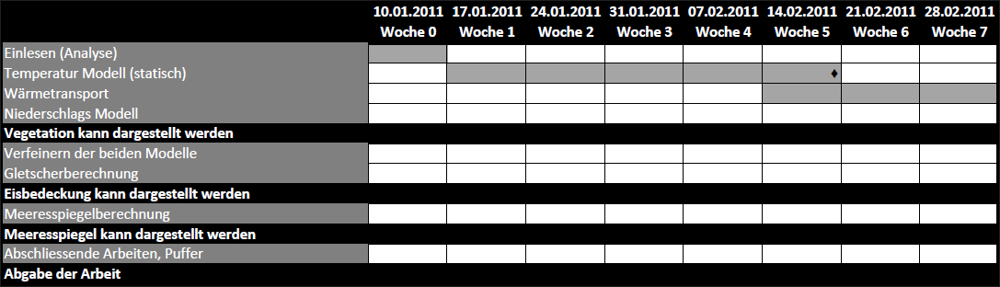 10.01.2011 17.01.2011 24.01.2011 31.01.2011 07.02.2011 14.02.2011 21.02.2011 28.02.2011
Woche 0 Woche 1 Woche 2 Woche 3 Woche 4 Woche 5 Woche 6 Woche 7
Einlesen (Analyse)
Temperatur Modell (statisch)
Wärmetransport
Niederschlags Modell
Vegetation kann dargestellt werden
Verfeinern der beiden Modelle
Gletscherberechnung
Eisbedeckung kann dargestellt werden
Meeresspiegelberechnung
Meeresspiegel kann dargestellt werden
Abschliessende Arbeiten, Puffer
Abgabe der Arbeit